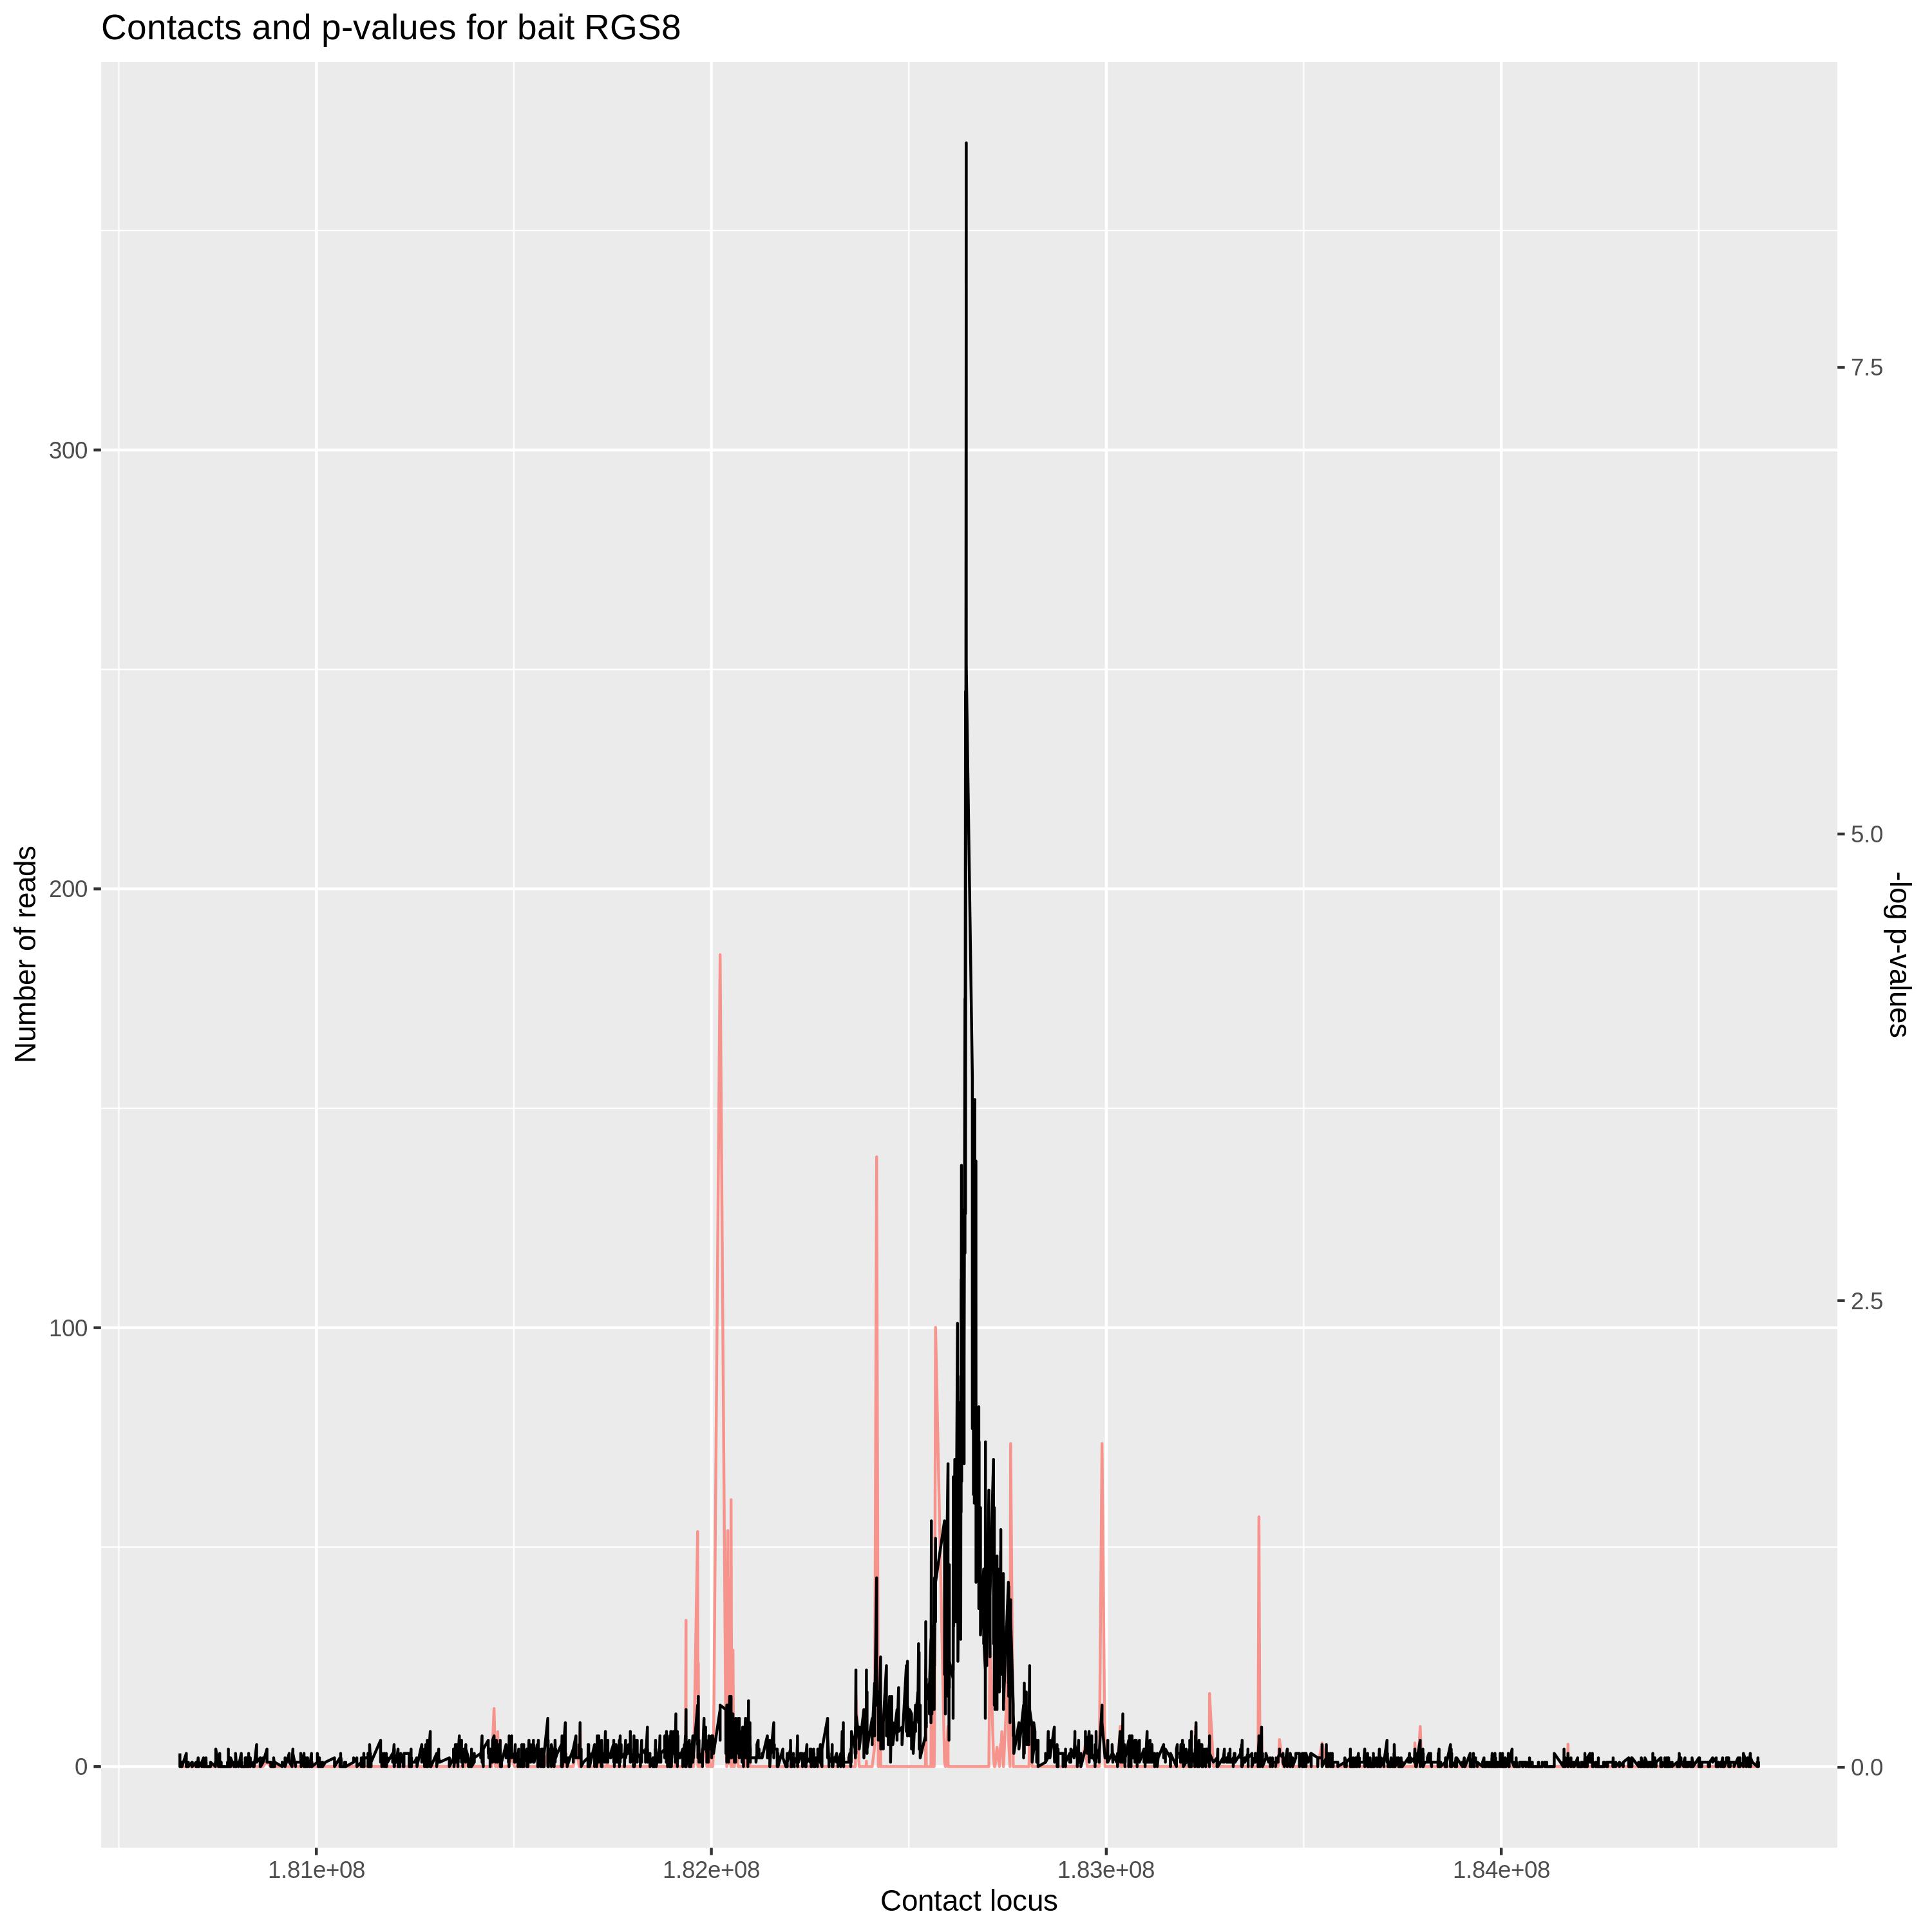 Contacts and p-values for bait RGS8
Number of reads
300
200
100
0
7.5
5.0
2.5
0.0
-log p-values
1.81e+08
1.82e+08
1.83e+08
1.84e+08
Contact locus